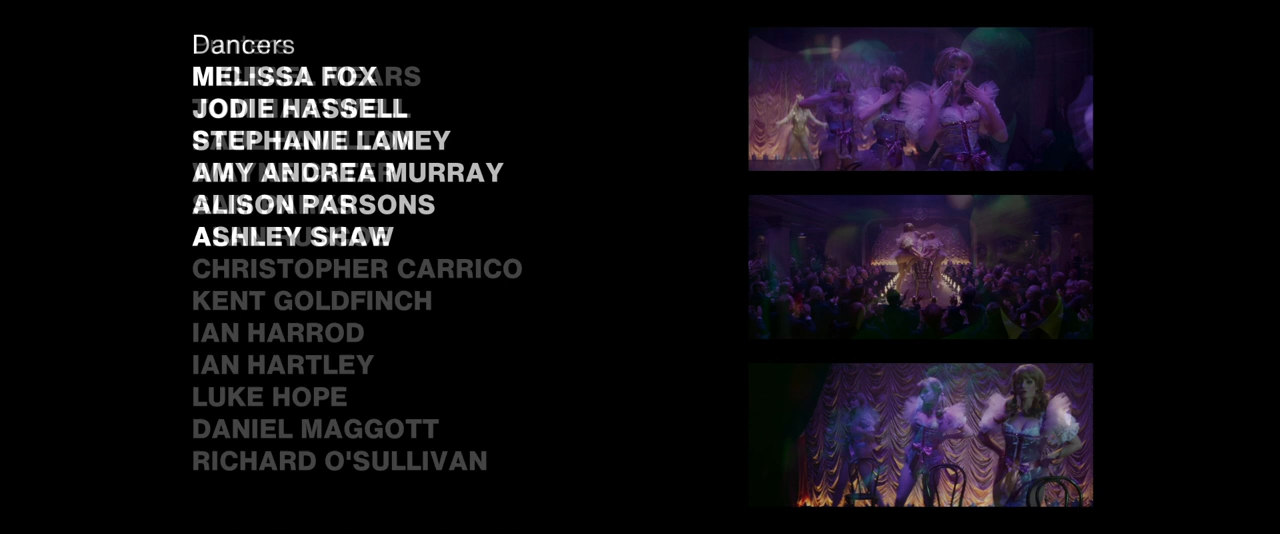 Dancers
MELISSA FOX
JODIE HASSELL
STEPHANIE LAMEY
AMY ANDREA MURRAY
ALISON PARSONS
ASHLEY SHAW
CHRISTOPHER CARRICO
KENT GOLDFINCH
IAN HARROD
IAN HARTLEY
LUKE HOPE
DANIEL MAGGOTT
RICHARD O'SULLIVAN